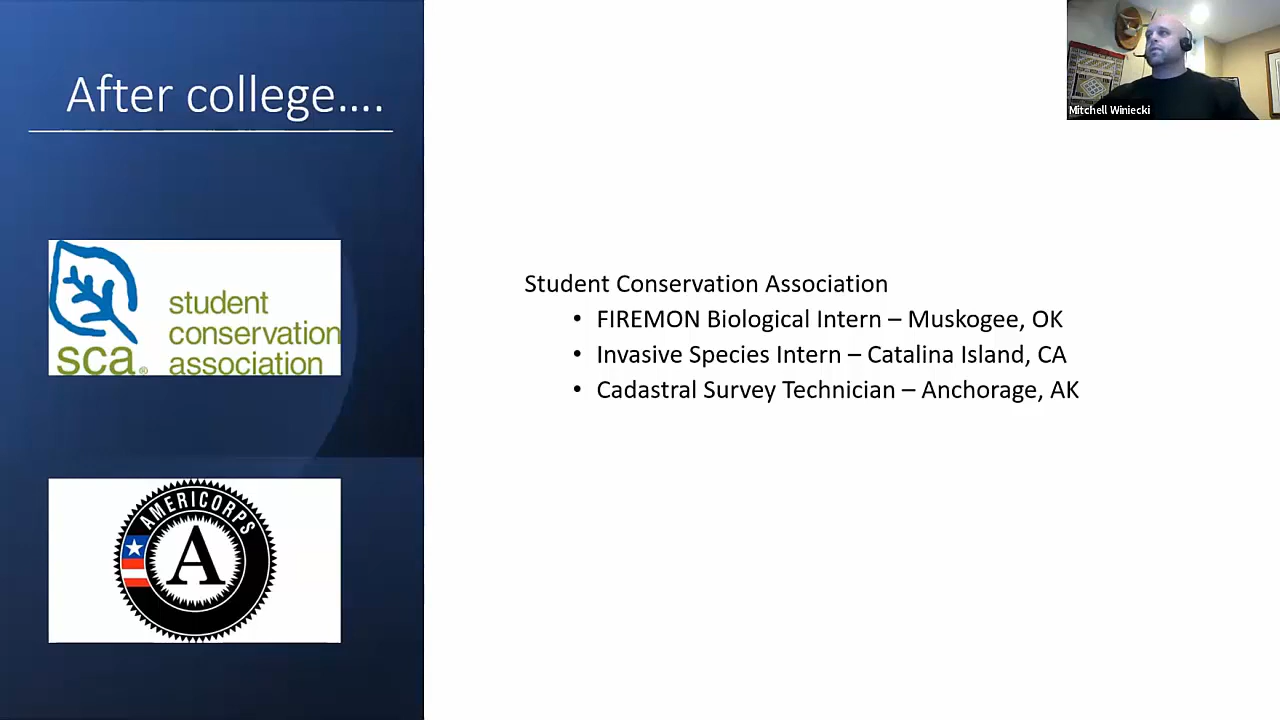 After college....
Mitchell Winiecki
sca®
student
conservation
association
Student Conservation Association
• FIREMON Biological Intern – Muskogee, OK
• Invasive Species Intern – Catalina Island, CA
• Cadastral Survey Technician – Anchorage, AK
AMERICORPS
A